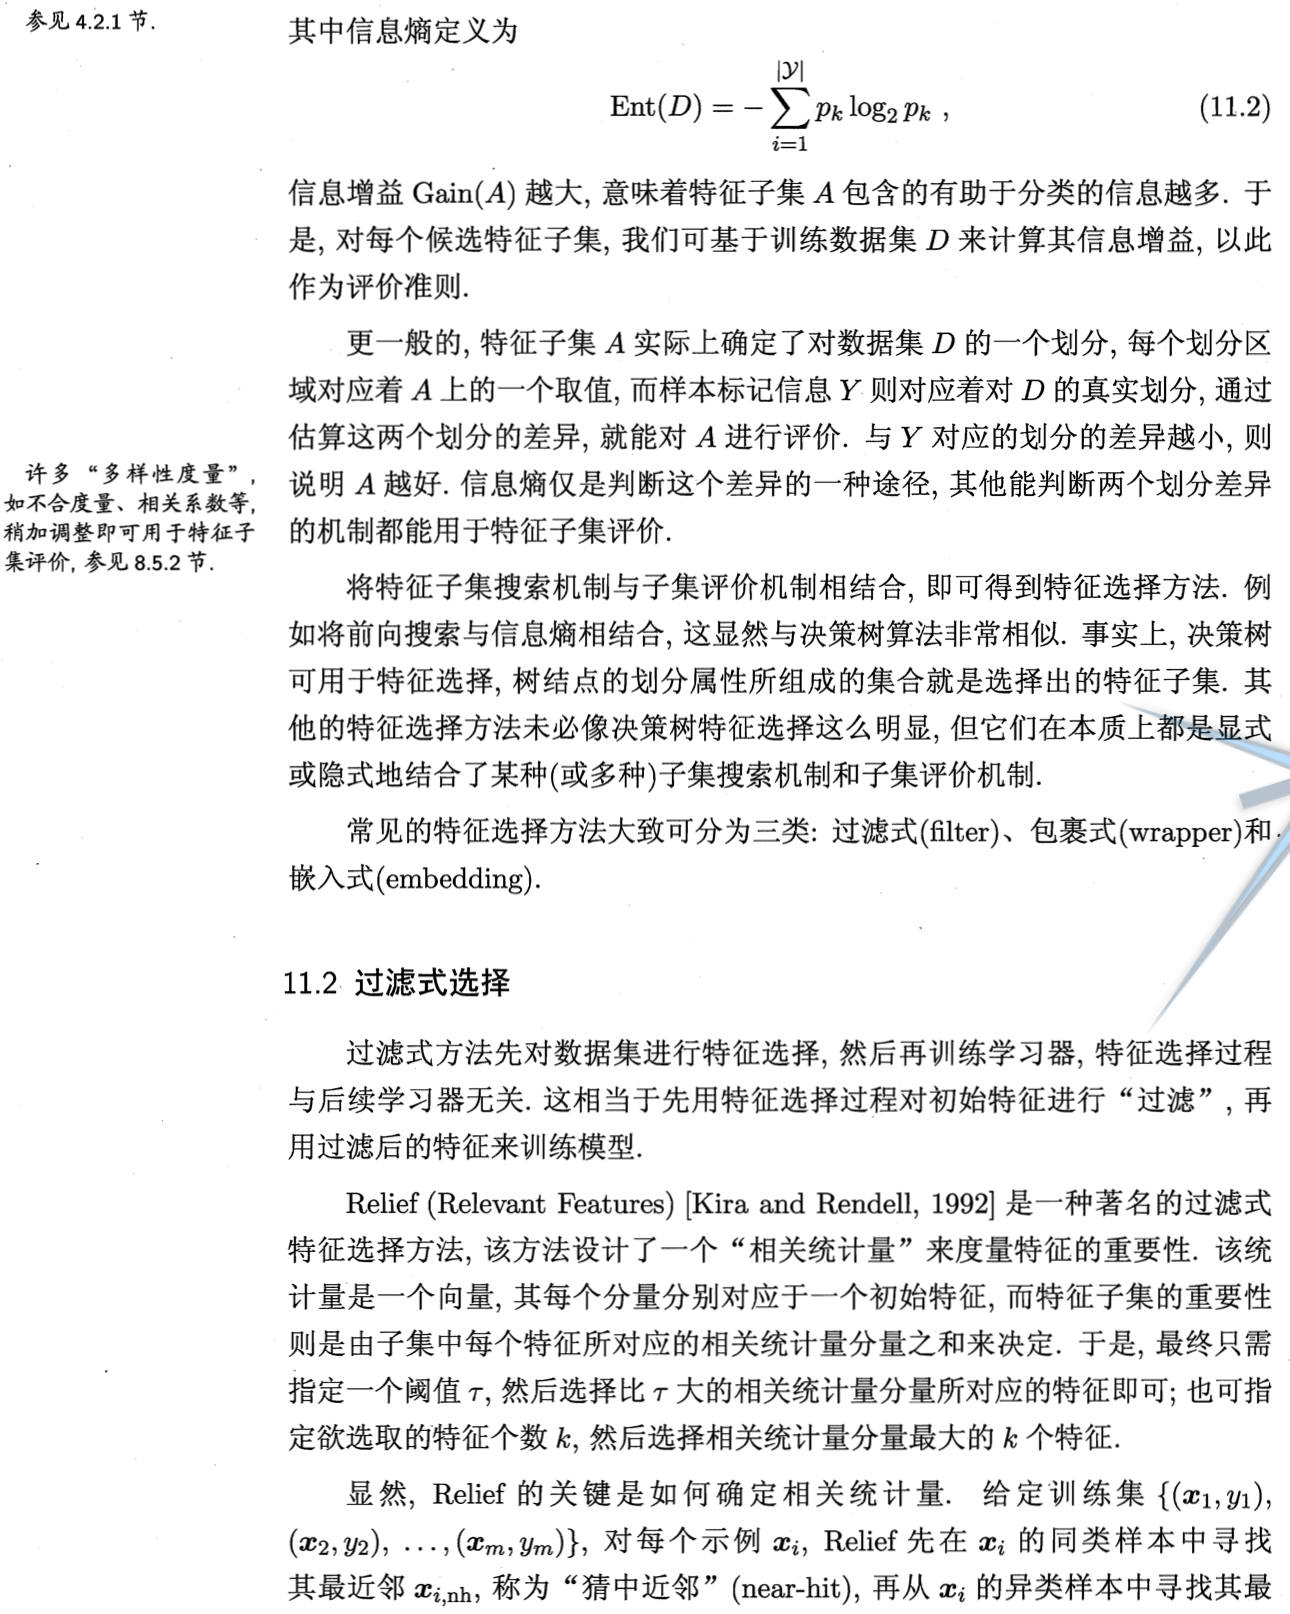 参见 4.2.1 节.
其中信息熵定义为
Ent(D) = − ∑_{i=1}^{|𝒴|} p_k log₂ p_k , (11.2)
信息增益 Gain(A) 越大, 意味着特征子集 A 包含的有助于分类的信息越多. 于
是, 对每个候选特征子集, 我们可基于训练数据集 D 来计算其信息增益, 以此
作为评价准则.
更一般的, 特征子集 A 实际上确定了对数据集 D 的一个划分, 每个划分区
域对应着 A 上的一个取值, 而样本标记信息 Y 则对应着对 D 的真实划分, 通过
估算这两个划分的差异, 就能对 A 进行评价. 与 Y 对应的划分的差异越小, 则
说明 A 越好. 信息熵仅是判断这个差异的一种途径, 其他能判断两个划分差异
的机制都能用于特征子集评价.
许多“多样性度量”,
如不合度量、相关系数等,
稍加调整即可用于特征子
集评价, 参见 8.5.2 节.
将特征子集搜索机制与子集评价机制相结合, 即可得到特征选择方法. 例
如将前向搜索与信息熵相结合, 这显然与决策树算法非常相似. 事实上, 决策树
可用于特征选择, 树结点的划分属性所组成的集合就是选择出的特征子集. 其
他的特征选择方法未必像决策树特征选择这么明显, 但它们在本质上都是显式
或隐式地结合了某种(或多种)子集搜索机制和子集评价机制.
常见的特征选择方法大致可分为三类: 过滤式(filter)、包裹式(wrapper)和
嵌入式(embedding).
11.2 过滤式选择
过滤式方法先对数据集进行特征选择, 然后再训练学习器, 特征选择过程
与后续学习器无关. 这相当于先用特征选择过程对初始特征进行“过滤”, 再
用过滤后的特征来训练模型.
Relief (Relevant Features) [Kira and Rendell, 1992] 是一种著名的过滤式
特征选择方法, 该方法设计了一个“相关统计量”来度量特征的重要性. 该统
计量是一个向量, 其每个分量分别对应于一个初始特征, 而特征子集的重要性
则是由子集中每个特征所对应的相关统计量分量之和来决定. 于是, 最终只需
指定一个阈值 τ, 然后选择比 τ 大的相关统计量分量所对应的特征即可; 也可指
定欲选取的特征个数 k, 然后选择相关统计量分量最大的 k 个特征.
显然, Relief 的关键是如何确定相关统计量. 给定训练集 {(x₁, y₁),
(x₂, y₂), …, (x_m, y_m)}, 对每个示例 x_i, Relief 先在 x_i 的同类样本中寻找
其最近邻 x_{i,nh}, 称为“猜中近邻”(near-hit), 再从 x_i 的异类样本中寻找其最